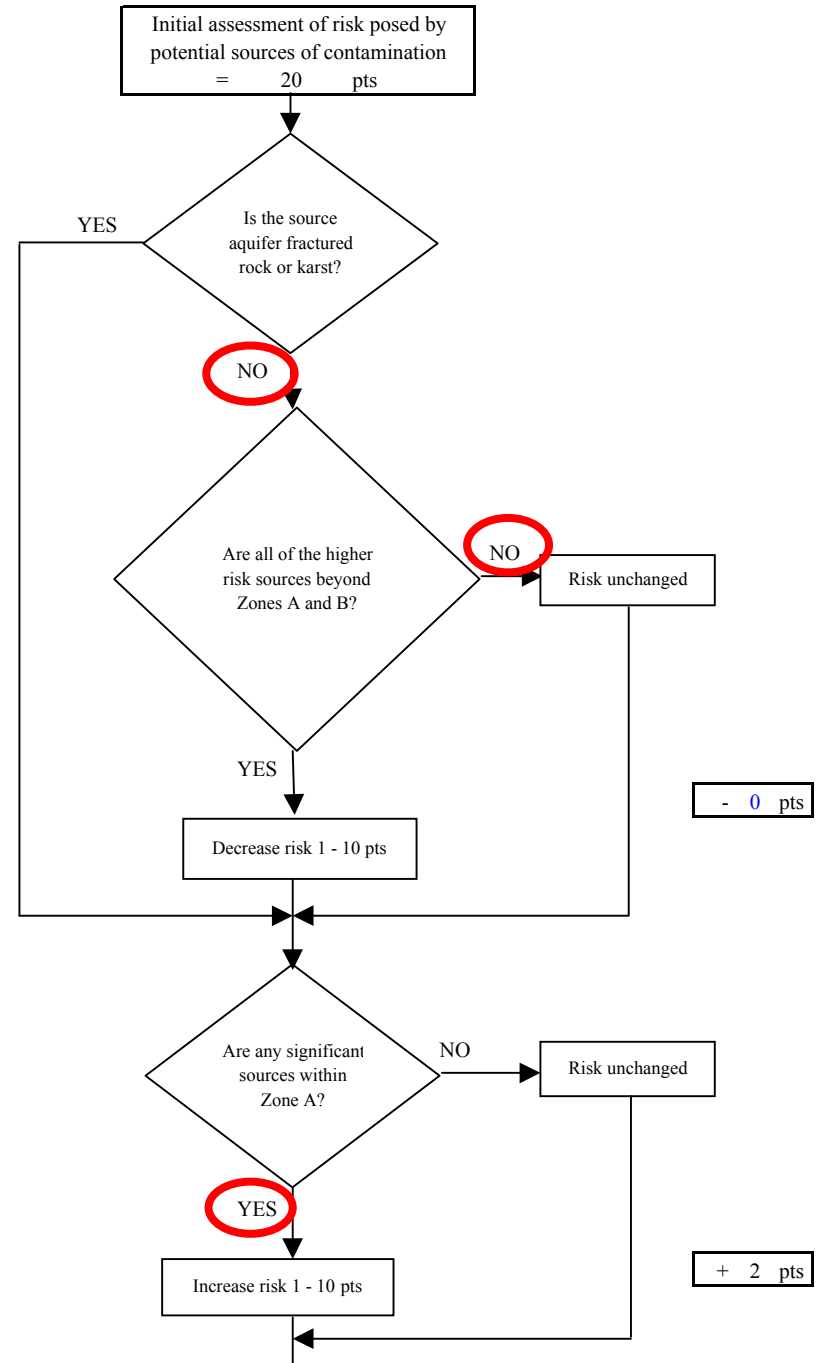 Initial assessment of risk posed by
potential sources of contamination
= 20 pts
YES
Is the source
aquifer fractured
rock or karst?
NO
Are all of the higher
risk sources beyond
Zones A and B?
NO
Risk unchanged
YES
- 0 pts
Decrease risk 1 - 10 pts
Are any significant
sources within
Zone A?
NO
Risk unchanged
YES
+ 2 pts
Increase risk 1 - 10 pts